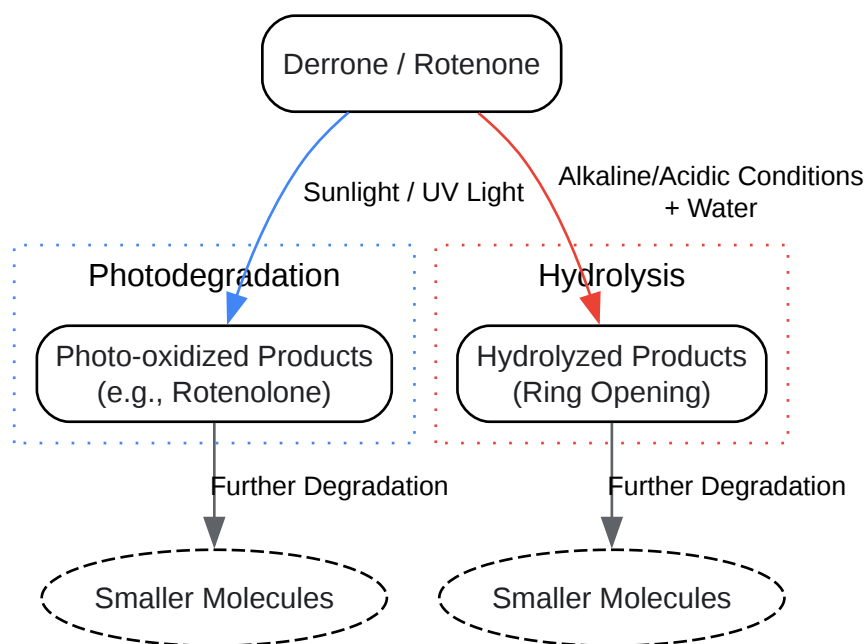 Derrone / Rotenone
Sunlight / UV Light
Alkaline/Acidic Conditions
+ Water
Photodegradation
Hydrolysis
Photo-oxidized Products
(e.g., Rotenolone)
Hydrolyzed Products
(Ring Opening)
Further Degradation
Further Degradation
Smaller Molecules
Smaller Molecules